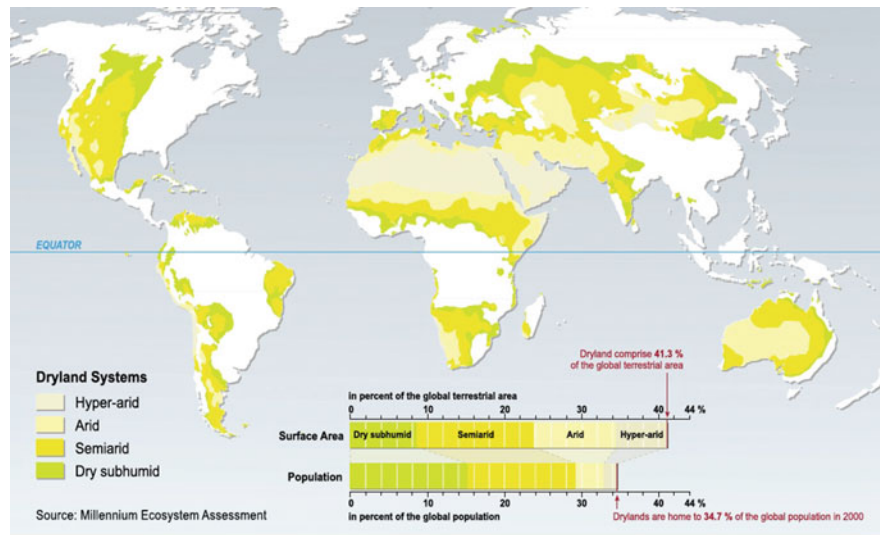 EQUATOR
Dryland comprise 41.3 %
of the global terrestrial area
Dryland Systems
Hyper-arid
Arid
Semiarid
Dry subhumid
Source: Millennium Ecosystem Assessment
in percent of the global terrestrial area
0 10 20 30 40 44 %
Surface Area
Dry subhumid Semiarid Arid Hyper-arid
Population
0 10 20 30 40 44 %
in percent of the global population
Drylands are home to 34.7 % of the global population in 2000